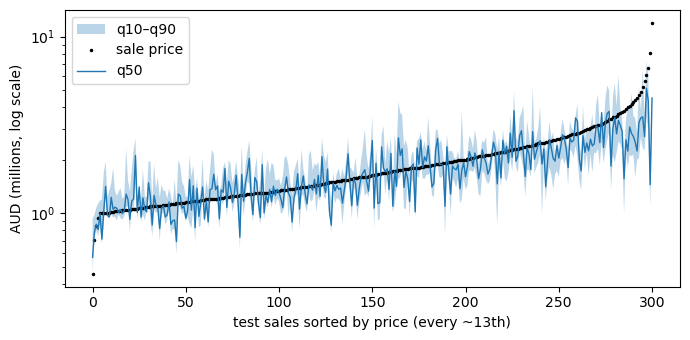 q10–q90
sale price
q50
AUD (millions, log scale)
10¹
10⁰
0 50 100 150 200 250 300
test sales sorted by price (every ~13th)